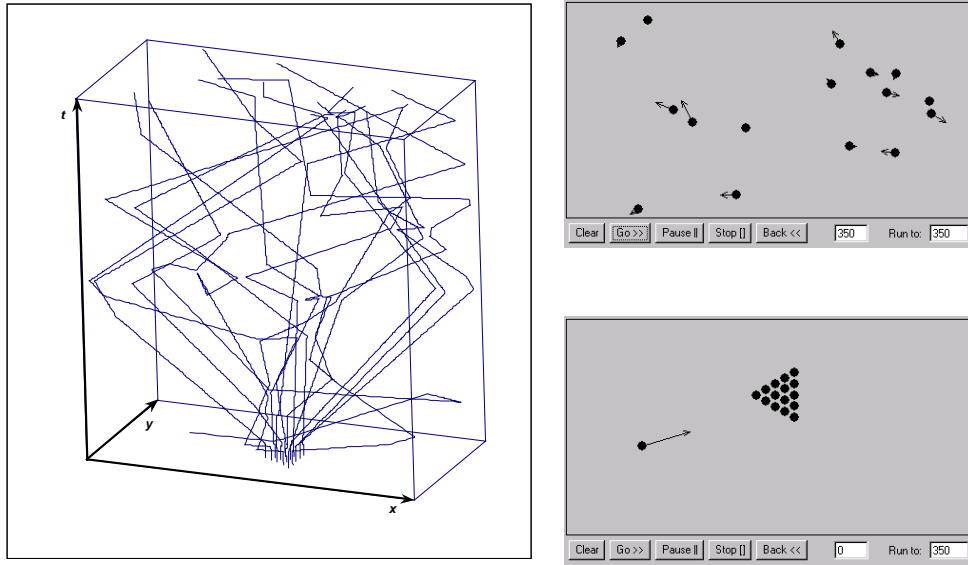 t
y
x
Clear Go >> Pause || Stop [] Back << 350 Run to: 350
Clear Go >> Pause || Stop [] Back << 0 Run to: 350